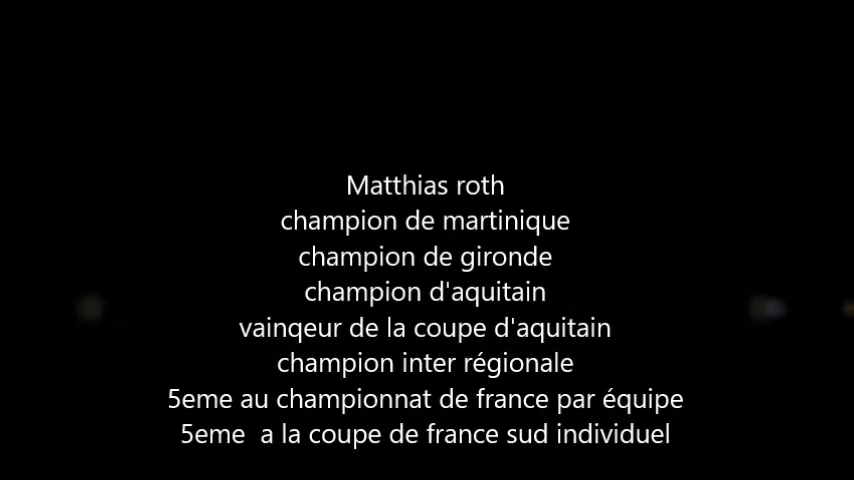 Matthias roth
champion de martinique
champion de gironde
champion d'aquitain
vainqeur de la coupe d'aquitain
champion inter régionale
5eme au championnat de france par équipe
5eme  a la coupe de france sud individuel